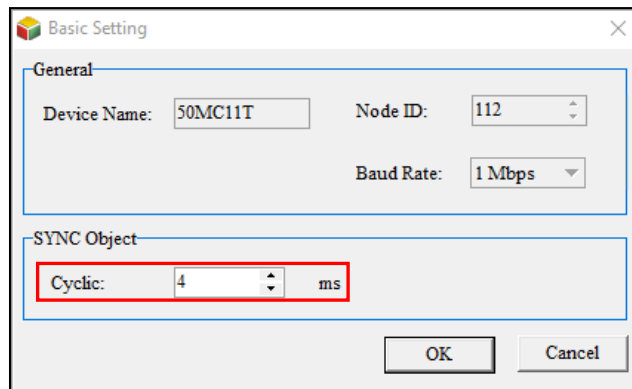 Basic Setting
General
Device Name: 50MC11T Node ID: 112
Baud Rate: 1 Mbps
SYNC Object
Cyclic: 4 ms
OK Cancel